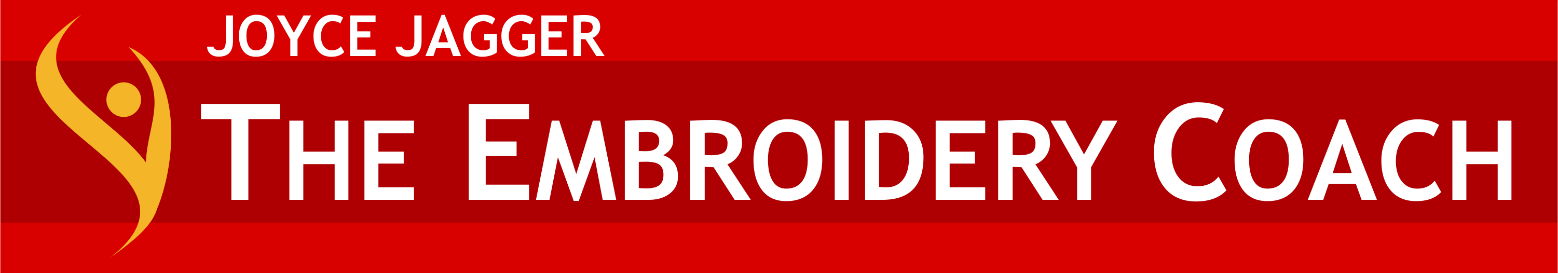 JOYCE JAGGER
THE EMBROIDERY COACH